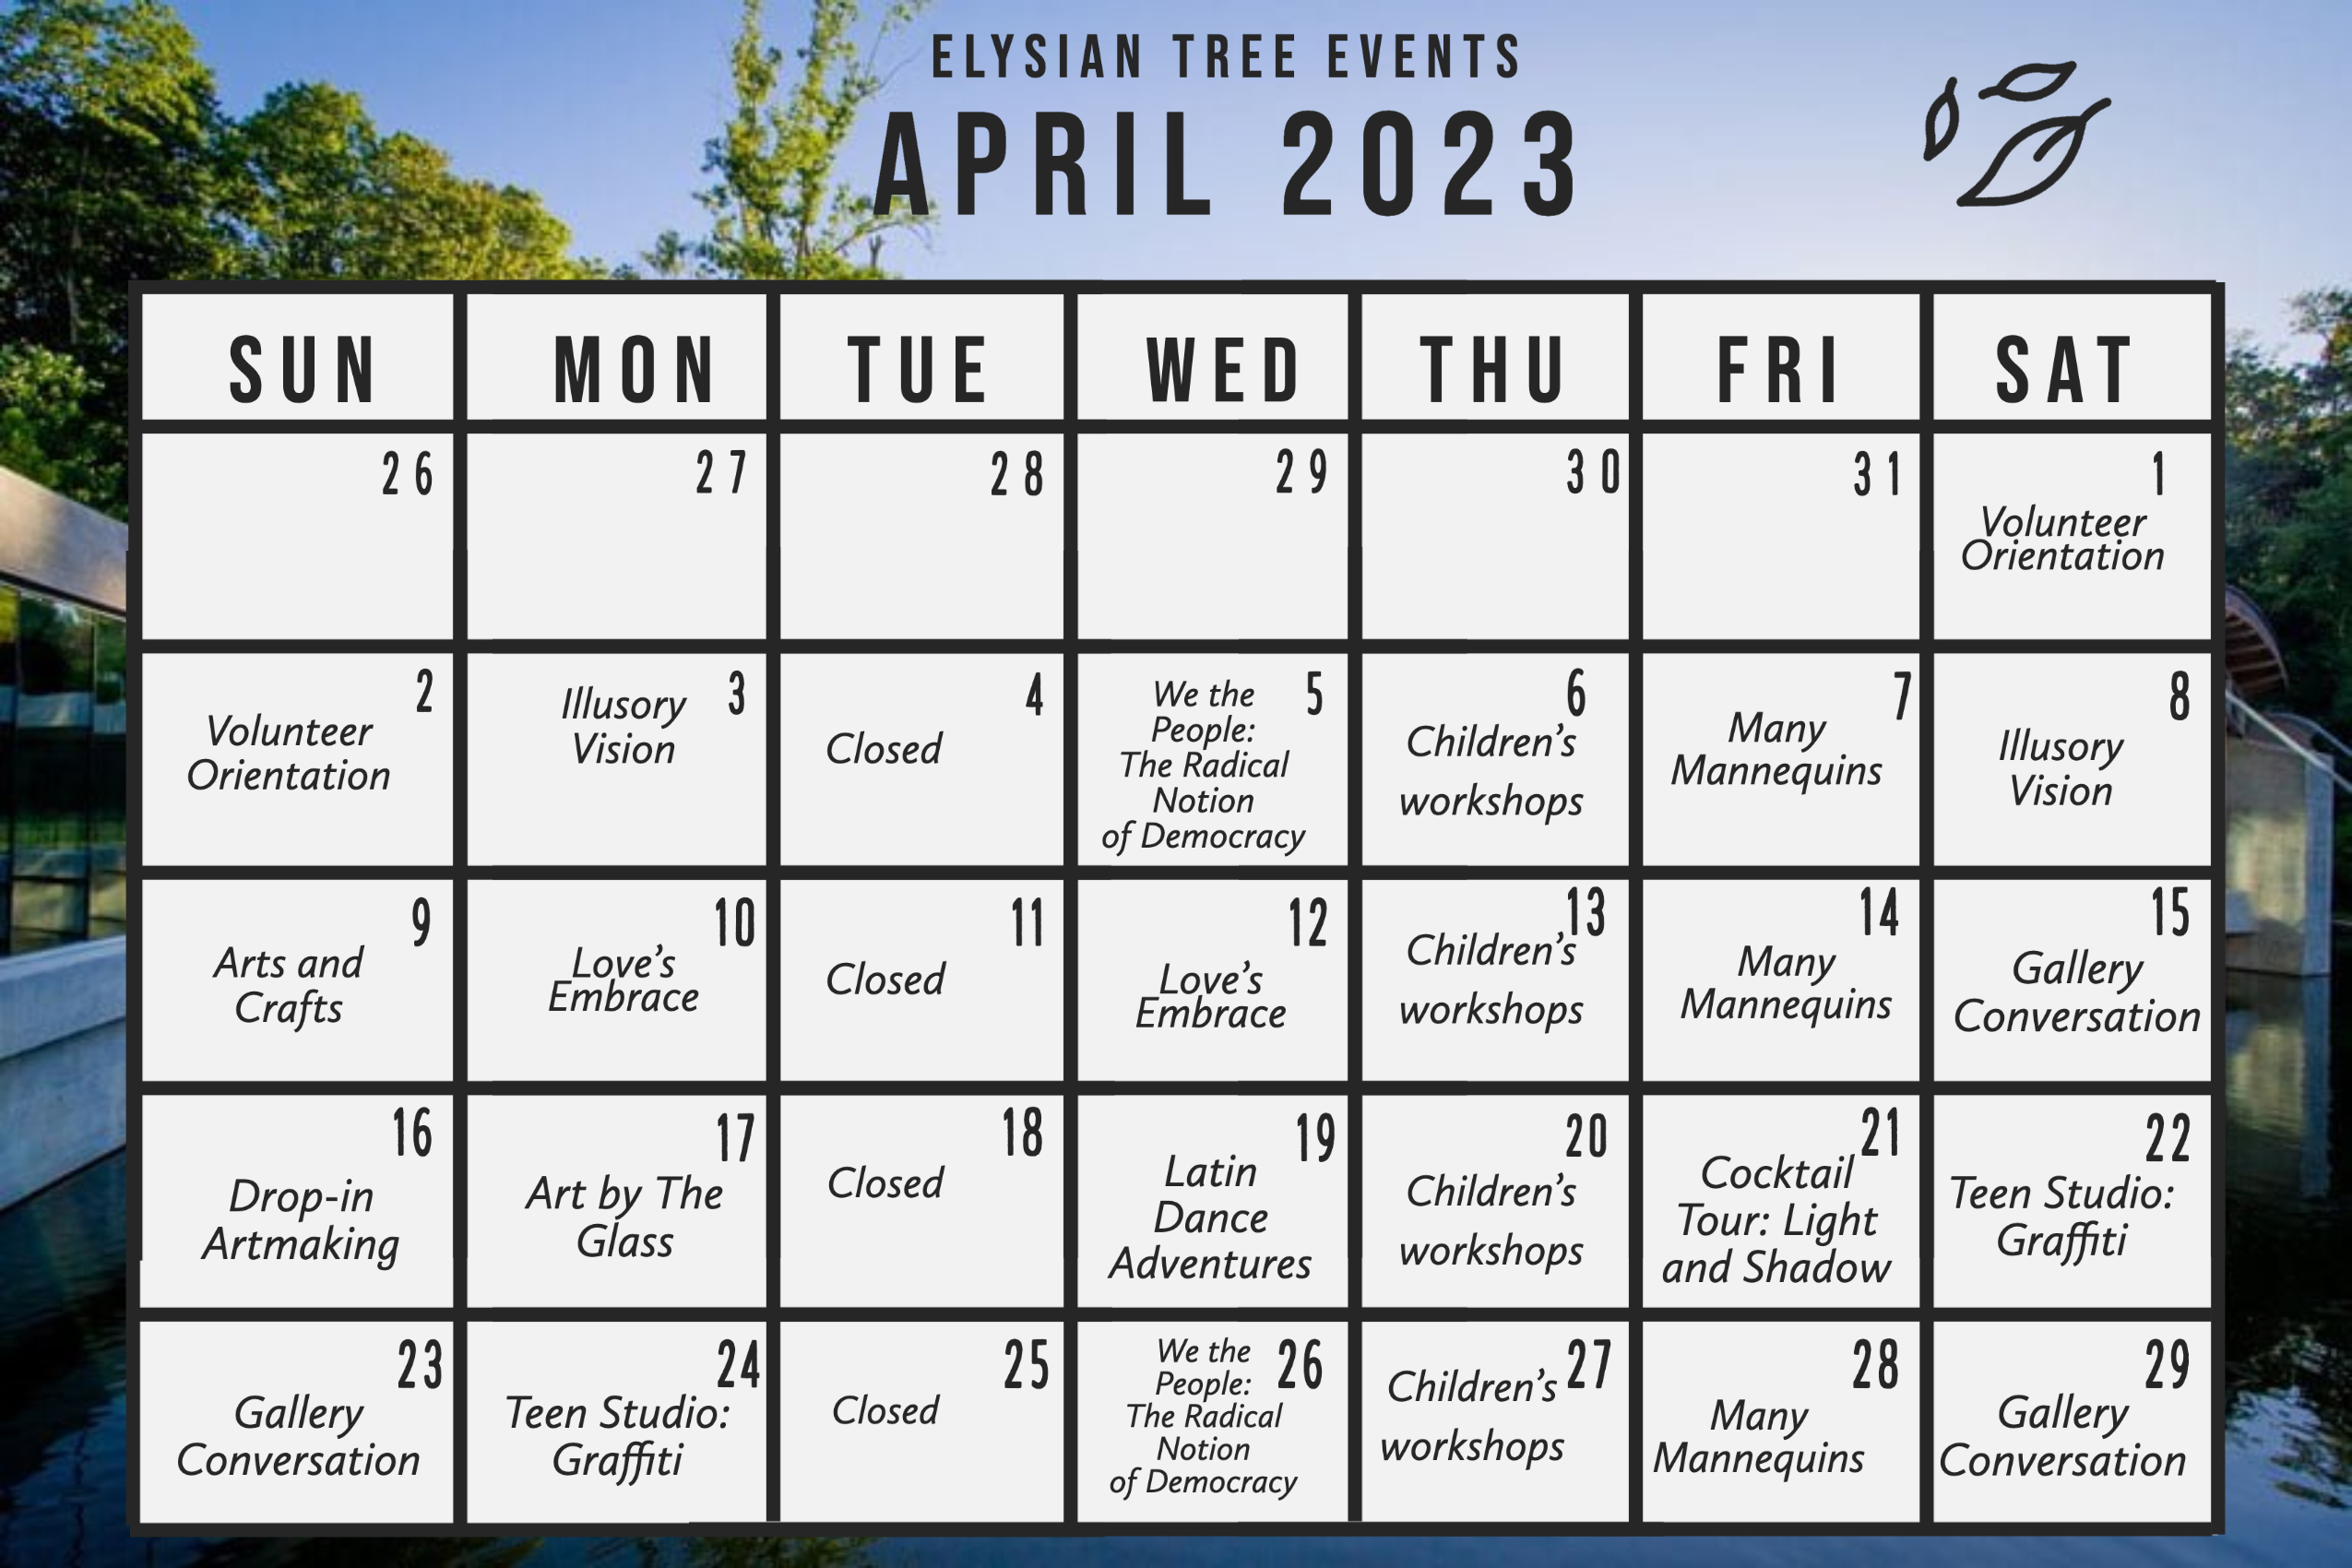 ELYSIAN TREE EVENTS
APRIL 2023
SUN MON TUE WED THU FRI SAT
26
27
28
29
30
31
1
Volunteer
Orientation
2
Volunteer
Orientation
3
Illusory
Vision
4
Closed
5
We the
People:
The Radical
Notion
of Democracy
6
Children’s
workshops
7
Many
Mannequins
8
Illusory
Vision
9
Arts and
Crafts
10
Love’s
Embrace
11
Closed
12
Love’s
Embrace
13
Children’s
workshops
14
Many
Mannequins
15
Gallery
Conversation
16
Drop-in
Artmaking
17
Art by The
Glass
18
Closed
19
Latin
Dance
Adventures
20
Children’s
workshops
21
Cocktail
Tour: Light
and Shadow
22
Teen Studio:
Graffiti
23
Gallery
Conversation
24
Teen Studio:
Graffiti
25
Closed
26
We the
People:
The Radical
Notion
of Democracy
27
Children’s
workshops
28
Many
Mannequins
29
Gallery
Conversation